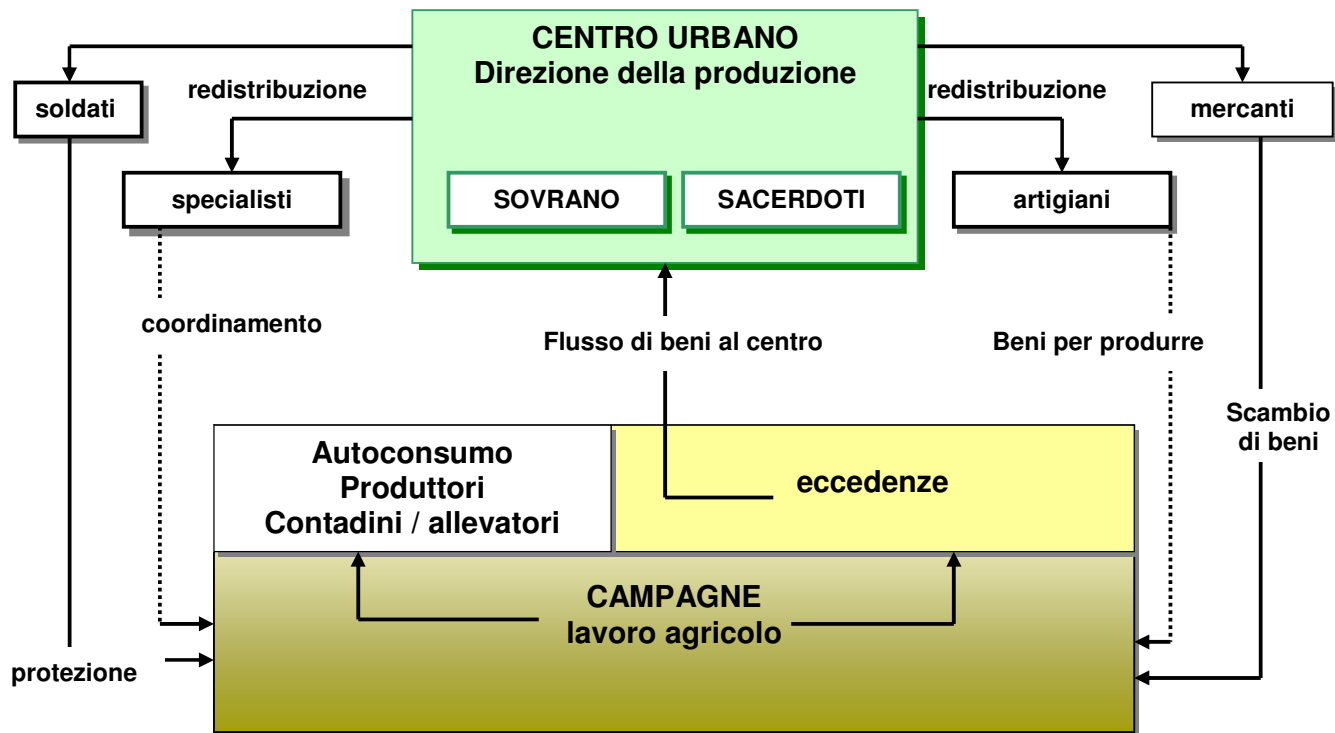 CENTRO URBANO
Direzione della produzione
soldati
redistribuzione
redistribuzione
mercanti
specialisti
SOVRANO
SACERDOTI
artigiani
coordinamento
Flusso di beni al centro
Beni per produrre
Scambio
di beni
Autoconsumo
Produttori
Contadini / allevatori
eccedenze
CAMPAGNE
lavoro agricolo
protezione